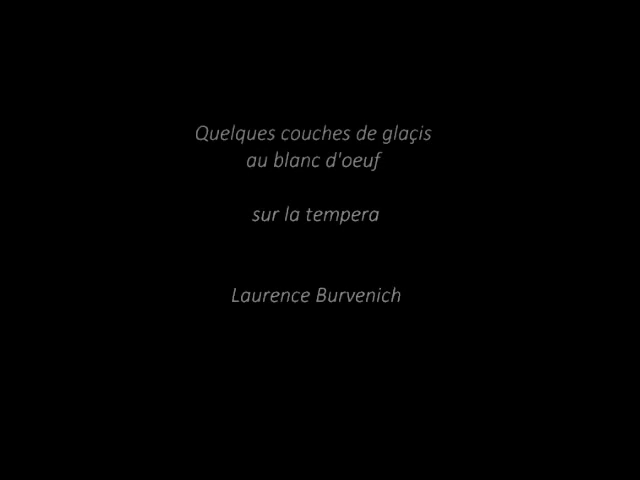 Quelques couches de glaçis
au blanc d'oeuf
sur la tempera
Laurence Burvenich